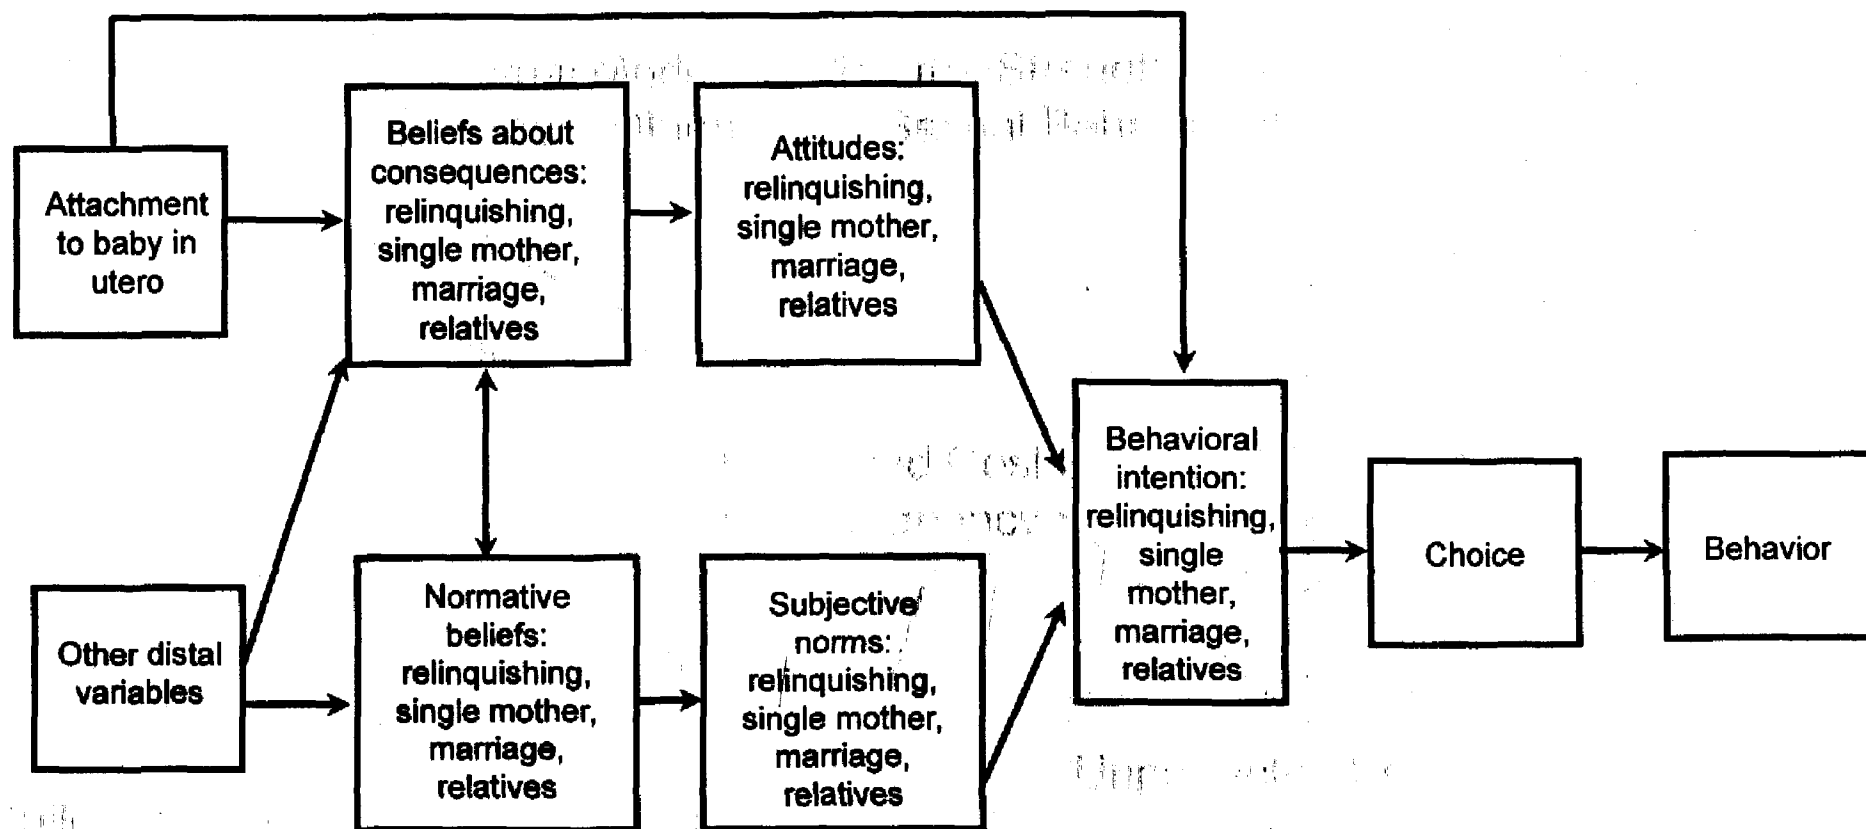 Attachment
to baby in
utero
Beliefs about
consequences:
relinquishing,
single mother,
marriage,
relatives
Attitudes:
relinquishing,
single mother,
marriage,
relatives
Other distal
variables
Normative
beliefs:
relinquishing,
single mother,
marriage,
relatives
Subjective
norms:
relinquishing,
single mother,
marriage,
relatives
Behavioral
intention:
relinquishing,
single
mother,
marriage,
relatives
Choice
Behavior